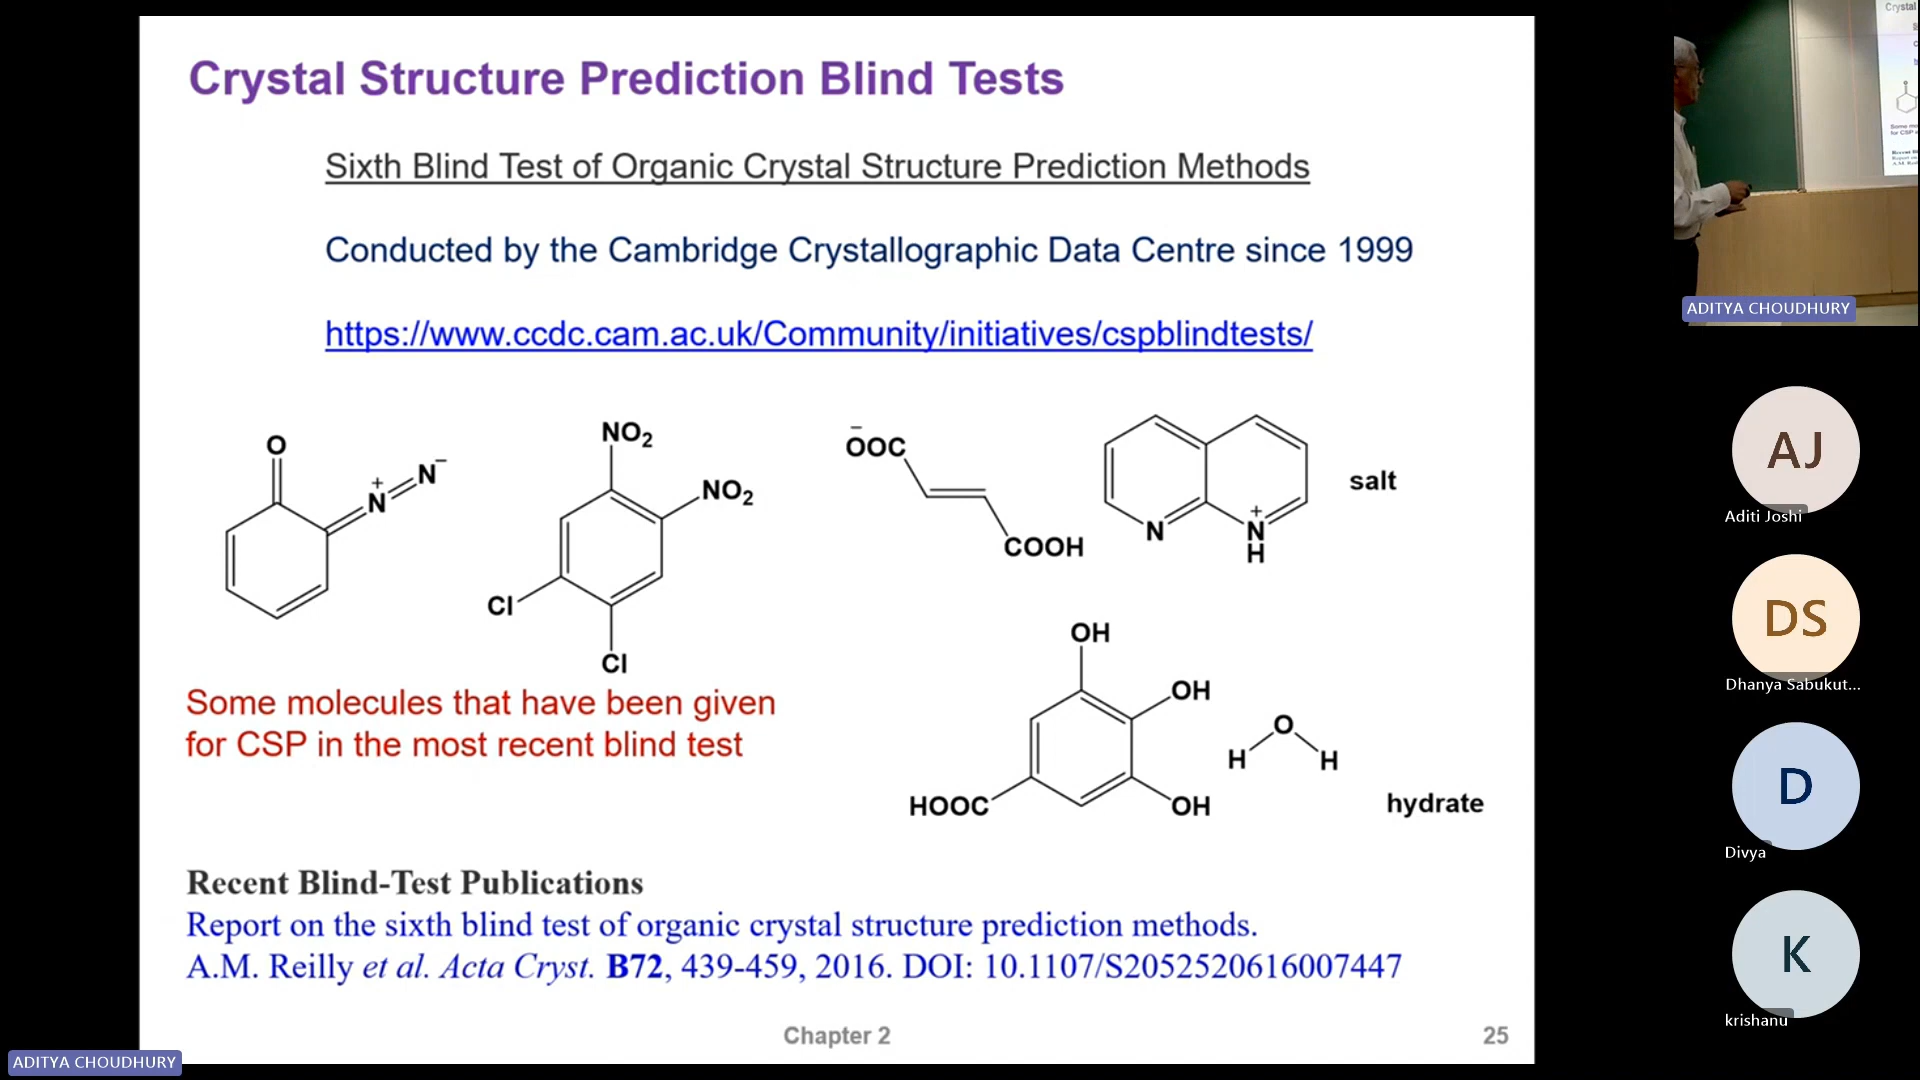 Crystal Structure Prediction Blind Tests
Sixth Blind Test of Organic Crystal Structure Prediction Methods
Conducted by the Cambridge Crystallographic Data Centre since 1999
https://www.ccdc.cam.ac.uk/Community/initiatives/cspblindtests/
O
N+
N−
NO2
NO2
Cl
Cl
−
OOC
COOH
N
+
N
H
salt
Some molecules that have been given
for CSP in the most recent blind test
OH
OH
OH
HOOC
O
H
H
hydrate
Recent Blind-Test Publications
Report on the sixth blind test of organic crystal structure prediction methods.
A.M. Reilly et al. Acta Cryst. B72, 439-459, 2016. DOI: 10.1107/S2052520616007447
Chapter 2
25
ADITYA CHOUDHURY
Crystal
ADITYA CHOUDHURY
AJ
Aditi Joshi
DS
Dhanya Sabukut...
D
Divya
K
krishanu